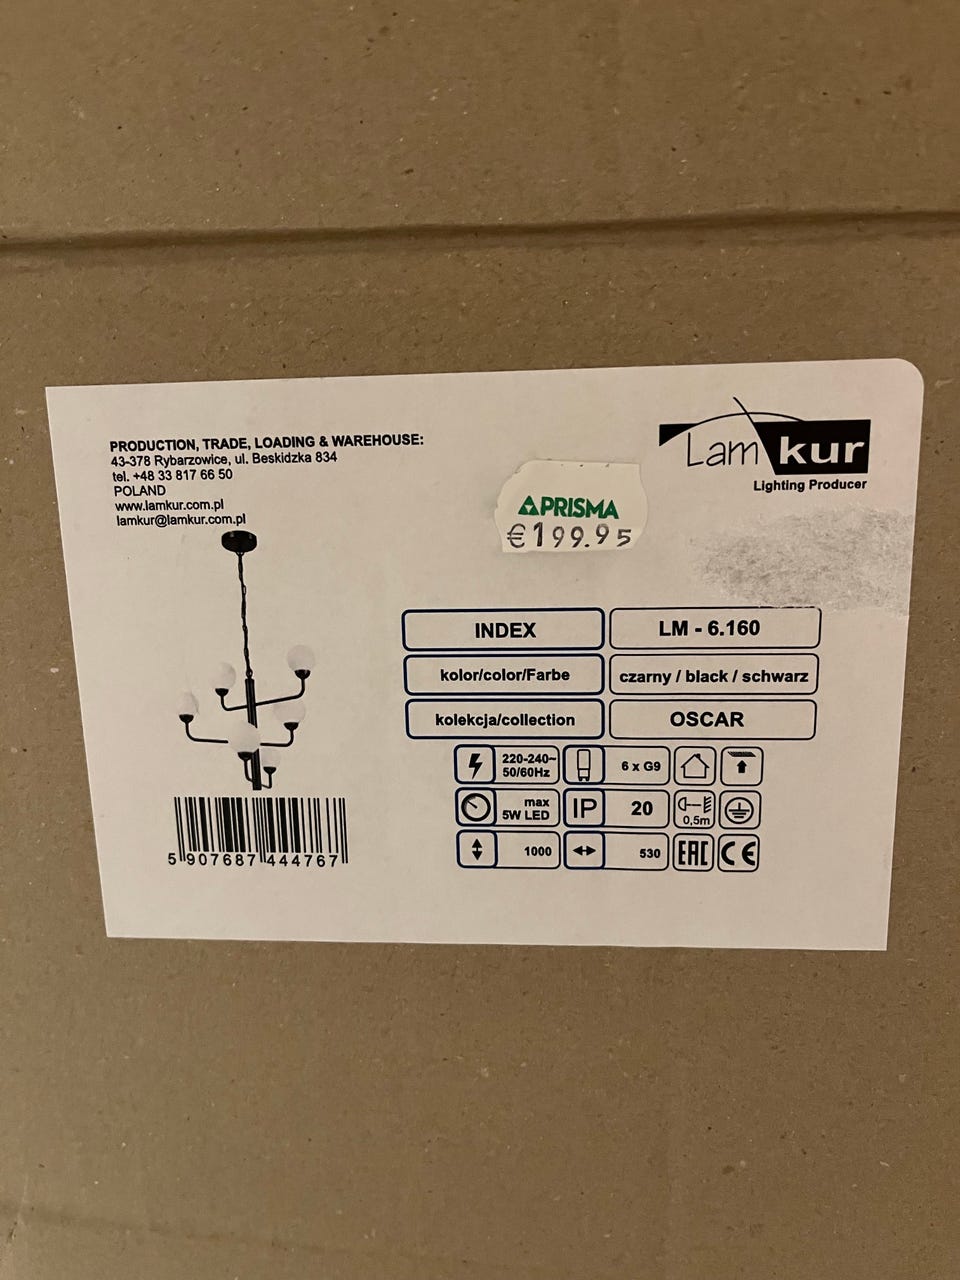 PRODUCTION, TRADE, LOADING & WAREHOUSE:
43-378 Rybarzowice, ul. Beskidzka 834
tel. +48 33 817 66 50
POLAND
www.lamkur.com.pl
lamkur@lamkur.com.pl
Lam kur
Lighting Producer
PRISMA
€199.95
INDEX
LM - 6.160
kolor/color/Farbe
czarny / black / schwarz
kolekcja/collection
OSCAR
220-240~
50/60Hz
6 x G9
max
5W LED
IP
20
0,5m
1000
530
EAC
CE
5 907687 444767